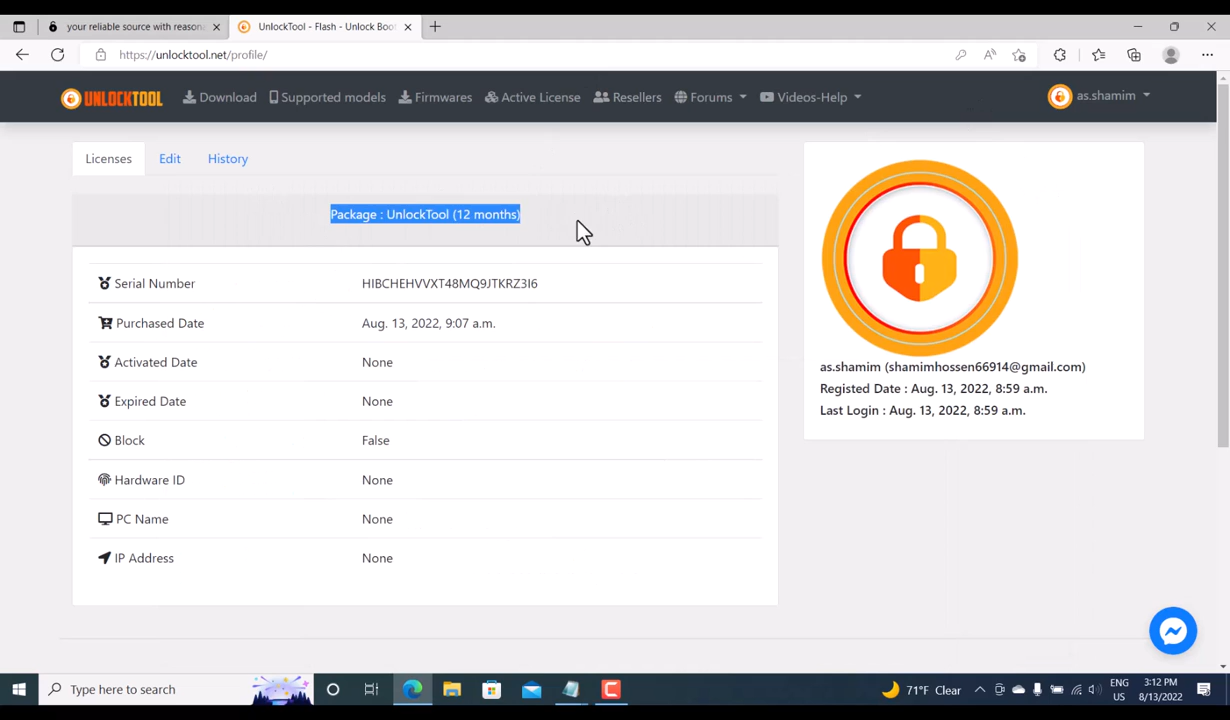 your reliable source with reason
UnlockTool - Flash - Unlock Boo
https://unlocktool.net/profile/
UNLOCKTOOL
Download
Supported models
Firmwares
Active License
Resellers
Forums
Videos-Help
as.shamim
Licenses
Edit
History
Package : UnlockTool (12 months)
Serial Number HIBCHEHVVXT48MQ9JTKRZ3I6
Purchased Date Aug. 13, 2022, 9:07 a.m.
Activated Date None
Expired Date None
Block False
Hardware ID None
PC Name None
IP Address None
as.shamim (shamimhossen66914@gmail.com)
Registed Date : Aug. 13, 2022, 8:59 a.m.
Last Login : Aug. 13, 2022, 8:59 a.m.
Type here to search
71°F Clear
ENG
US
3:12 PM
8/13/2022